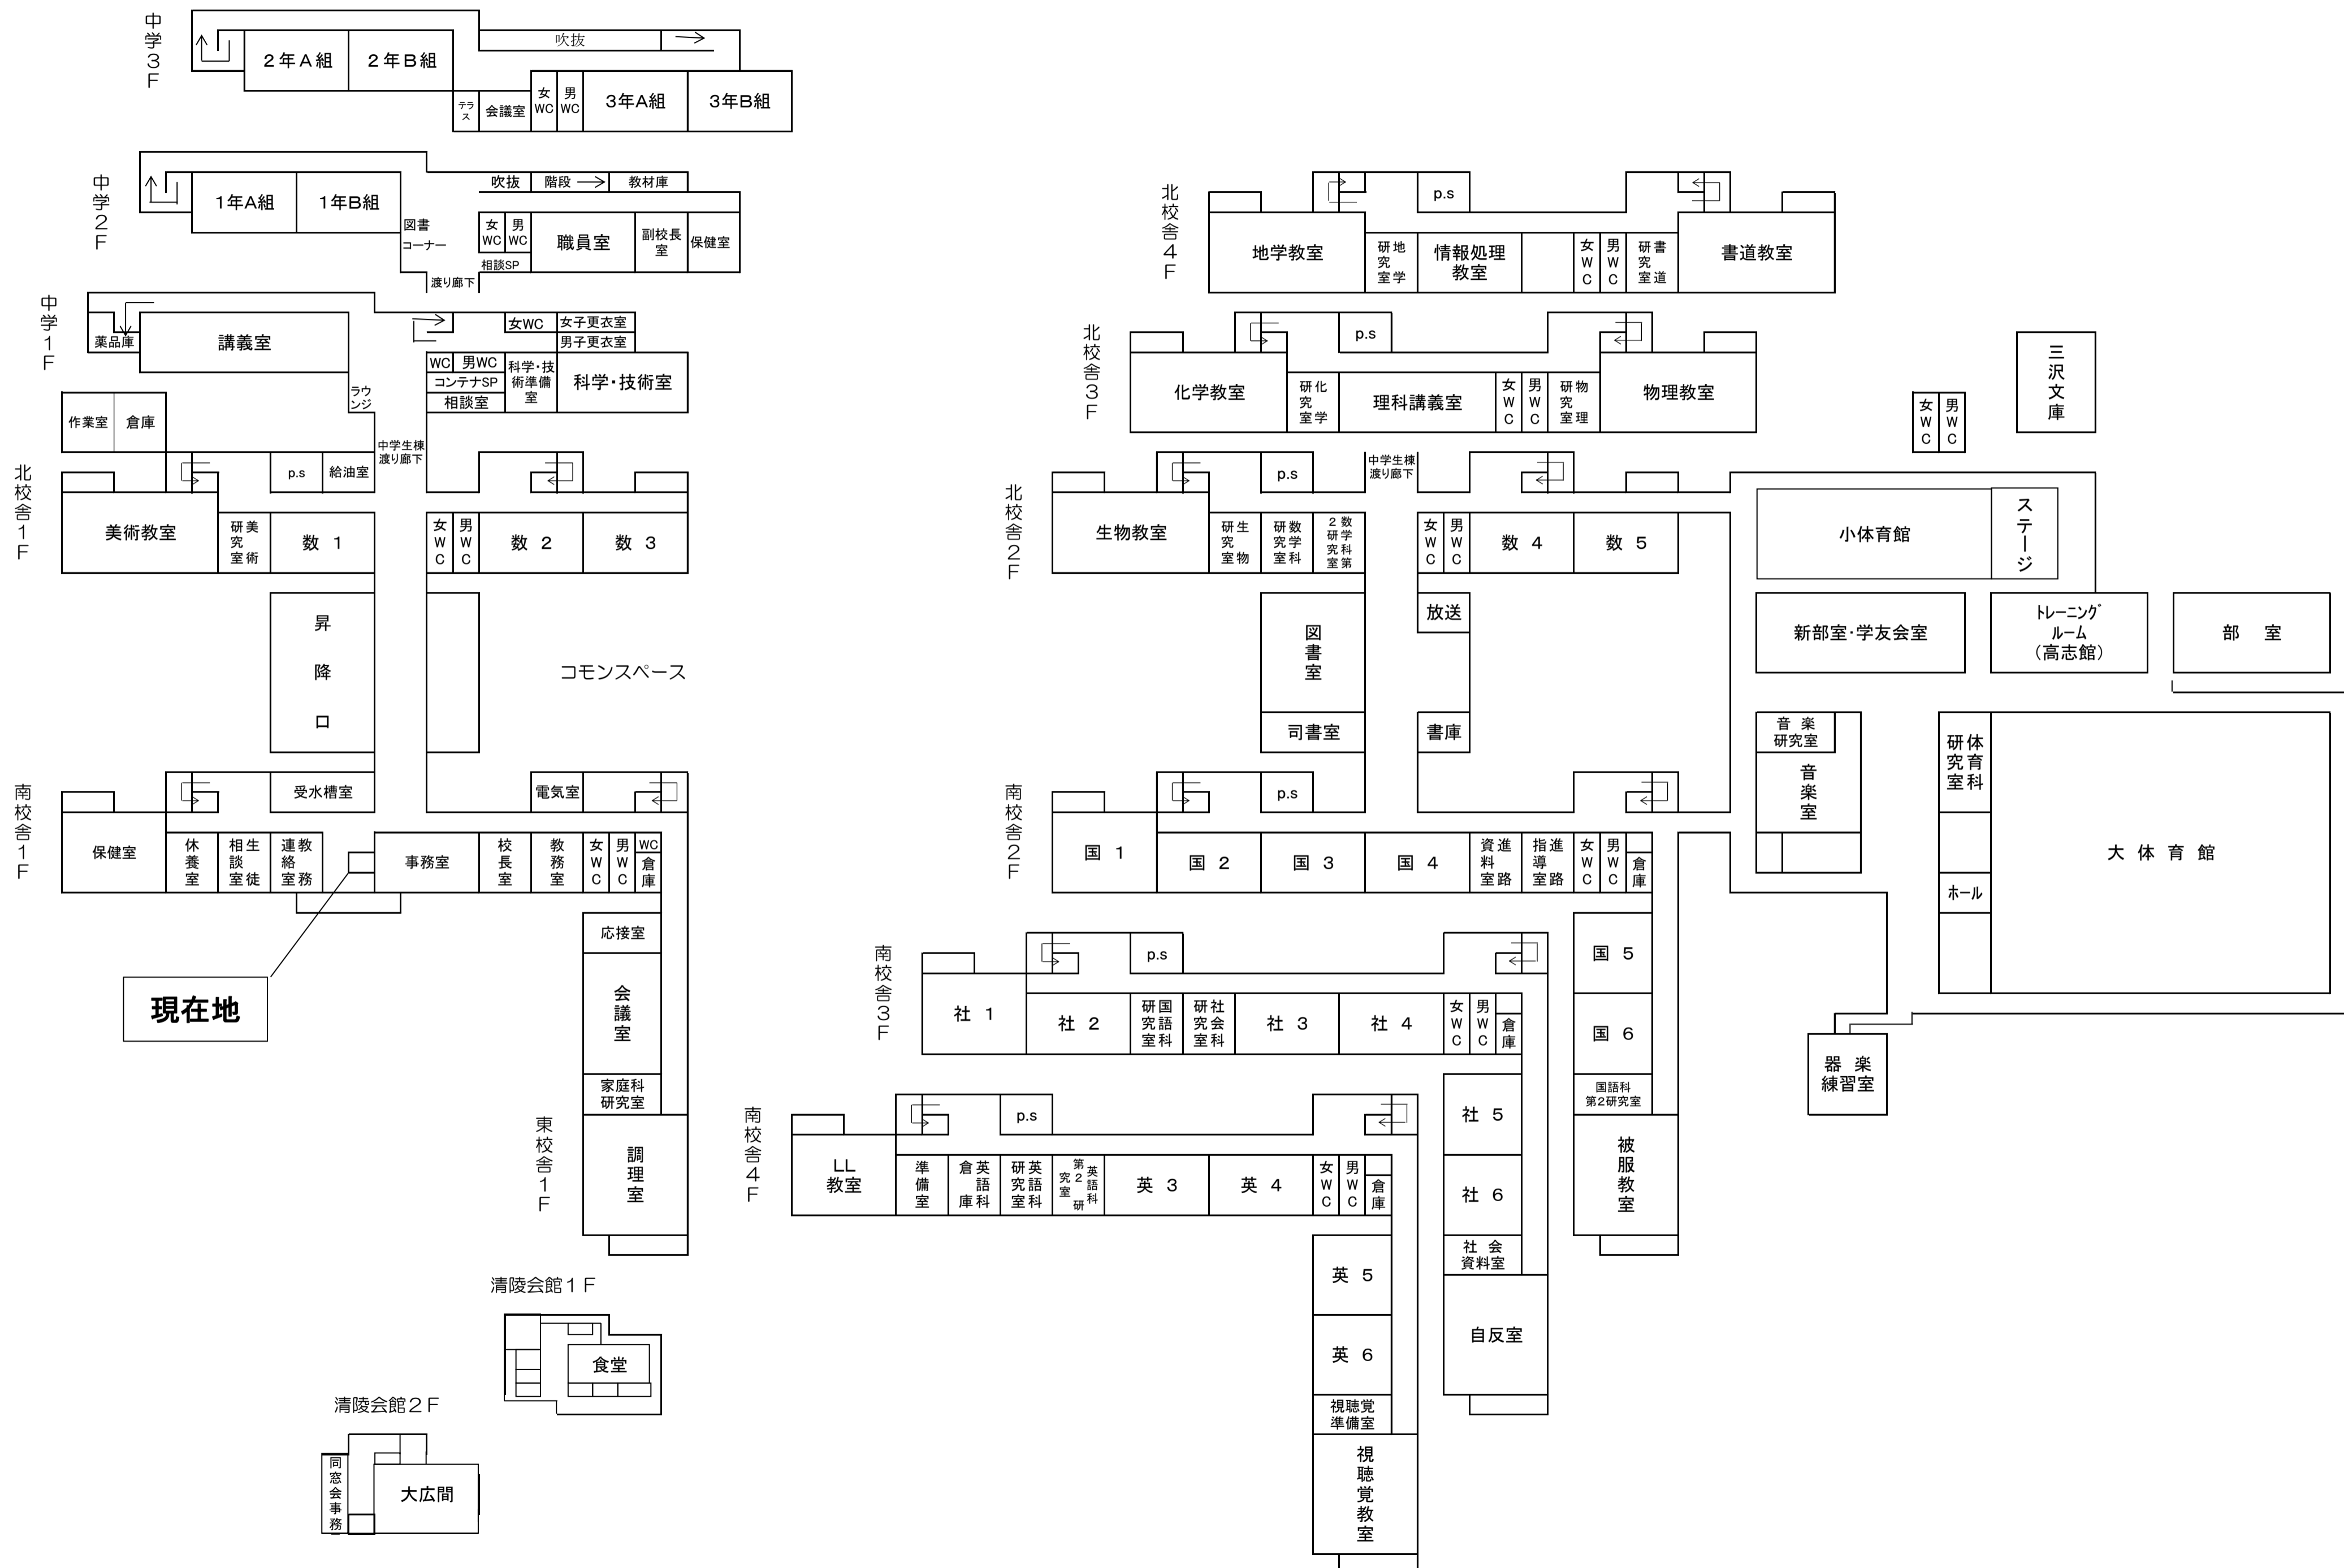 中学3F
2年A組
2年B組
吹抜
テラス
会議室
女WC
男WC
3年A組
3年B組
中学2F
1年A組
1年B組
図書
コーナー
吹抜
階段
教材庫
女WC
男WC
相談SP
職員室
副校長
室
保健室
渡り廊下
中学1F
薬品庫
講義室
ラウ
ンジ
女WC
女子更衣室
男子更衣室
WC
男WC
コンテナSP
相談室
科学・技
術準備
室
科学・技術室
作業室
倉庫
中学生棟
渡り廊下
北校舎1F
p.s
給油室
美術教室
美術
研究室
数 1
女WC
男WC
数 2
数 3
昇降口
コモンスペース
南校舎1F
受水槽室
電気室
保健室
休養室
生徒
相談室
教務
連絡室
事務室
校長室
教務室
女WC
男WC
WC
倉庫
現在地
応接室
会議室
家庭科
研究室
調理室
東校舎1F
清陵会館1F
食堂
清陵会館2F
同窓会事務
大広間
北校舎4F
p.s
地学教室
地学
研究室
情報処理
教室
女WC
男WC
書道
研究室
書道教室
北校舎3F
p.s
化学教室
化学
研究室
理科講義室
女WC
男WC
物理
研究室
物理教室
三沢文庫
女WC
男WC
北校舎2F
p.s
中学生棟
渡り廊下
生物教室
生物
研究室
数学科
研究室
数学科第
2研究室
女WC
男WC
数 4
数 5
小体育館
ステージ
図書室
司書室
放送
書庫
新部室・学友会室
トレーニング
ルーム
(高志館)
部 室
音 楽
研究室
音楽室
体育科
研究室
ホール
大 体 育 館
器 楽
練習室
南校舎2F
p.s
国 1
国 2
国 3
国 4
進路
資料室
進路
指導室
女WC
男WC
倉庫
国 5
国 6
国語科
第2研究室
被服教室
南校舎3F
p.s
社 1
社 2
国語科
研究室
社会科
研究室
社 3
社 4
女WC
男WC
倉庫
社 5
社 6
社 会
資料室
自反室
南校舎4F
p.s
LL
教室
準備室
英語科
倉庫
英語科
研究室
英語科
第2研
究室
英 3
英 4
女WC
男WC
倉庫
英 5
英 6
視聴覚
準備室
視聴覚教室